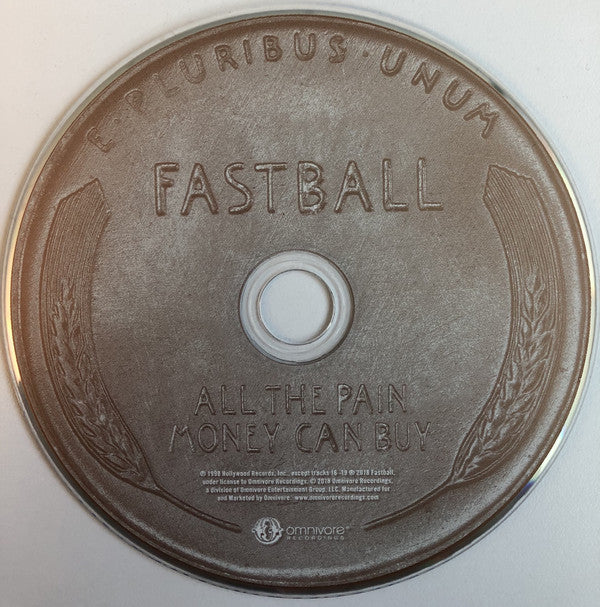 E · PLURIBUS · UNUM
FASTBALL
ALL THE PAIN
MONEY CAN BUY
℗ 1998 Hollywood Records, Inc., except tracks 16 -19 ℗ 2018 Fastball,
under license to Omnivore Recordings. © 2018 Omnivore Recordings,
a division of Omnivore Entertainment Group, LLC. Manufactured for
and Marketed by Omnivore. www.omnivorerecordings.com
omnivore
RECORDINGS